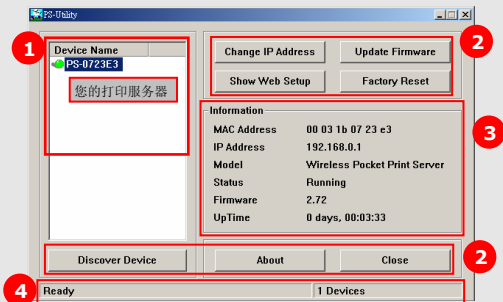 PS-Utility
1
Device Name
PS-0723E3
您的打印服务器
Change IP Address
Update Firmware
2
Show Web Setup
Factory Reset
Information
MAC Address 00 03 1b 07 23 e3
IP Address 192.168.0.1
Model Wireless Pocket Print Server
Status Running
Firmware 2.72
UpTime 0 days, 00:03:33
3
Discover Device
About
Close
2
4
Ready
1 Devices